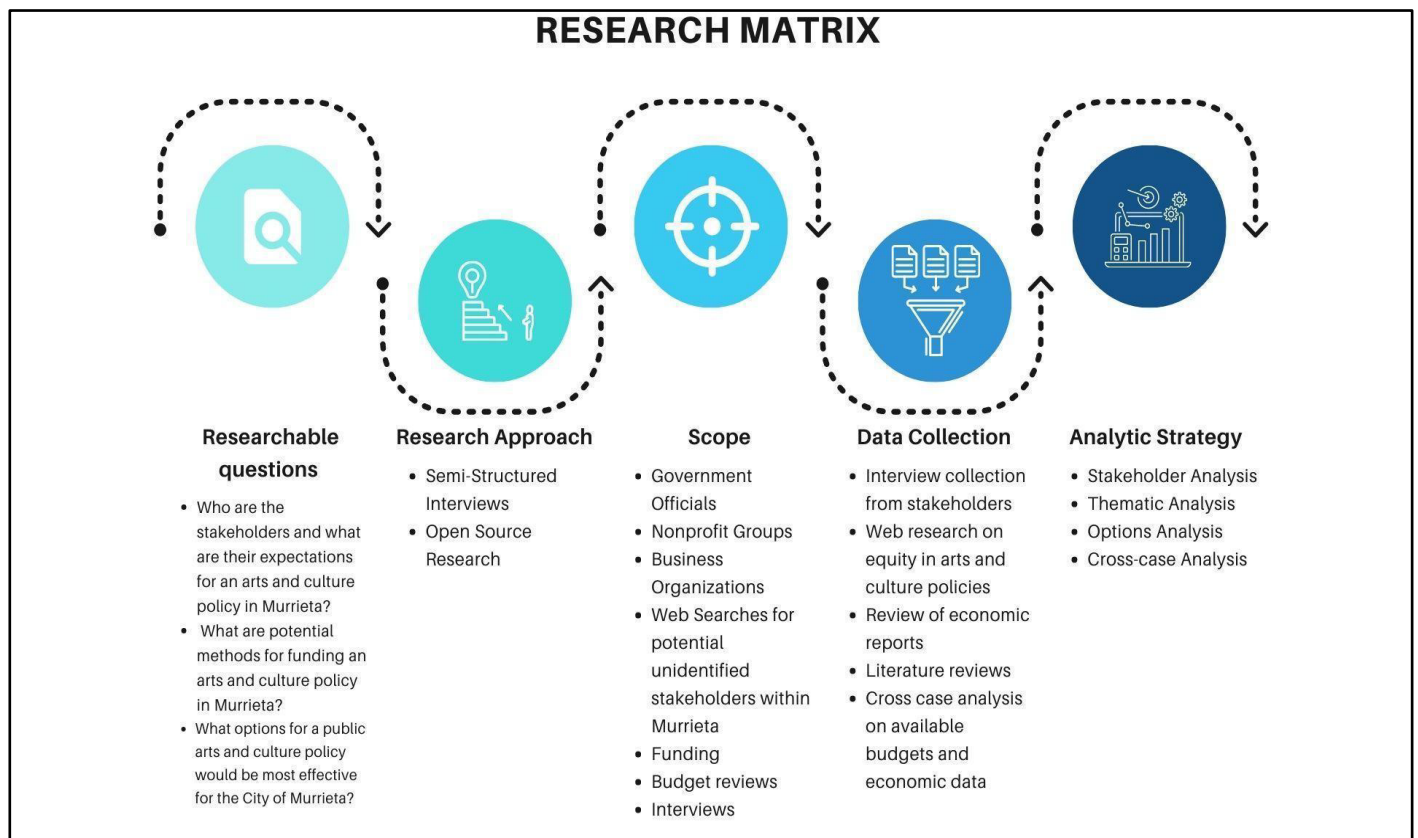 RESEARCH MATRIX
Researchable
questions
• Who are the
stakeholders and what
are their expectations
for an arts and culture
policy in Murrieta?
• What are potential
methods for funding an
arts and culture policy
in Murrieta?
• What options for a public
arts and culture policy
would be most effective
for the City of Murrieta?
Research Approach
• Semi-Structured
Interviews
• Open Source
Research
Scope
• Government
Officials
• Nonprofit Groups
• Business
Organizations
• Web Searches for
potential
unidentified
stakeholders within
Murrieta
• Funding
• Budget reviews
• Interviews
Data Collection
• Interview collection
from stakeholders
• Web research on
equity in arts and
culture policies
• Review of economic
reports
• Literature reviews
• Cross case analysis
on available
budgets and
economic data
Analytic Strategy
• Stakeholder Analysis
• Thematic Analysis
• Options Analysis
• Cross-case Analysis